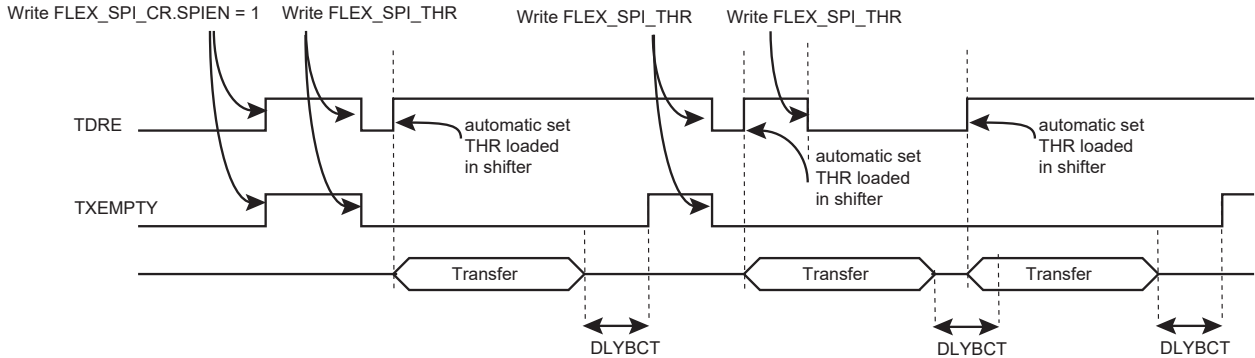 Write FLEX_SPI_CR.SPIEN = 1
Write FLEX_SPI_THR
Write FLEX_SPI_THR
Write FLEX_SPI_THR
TDRE
automatic set
THR loaded
in shifter
automatic set
THR loaded
in shifter
automatic set
THR loaded
in shifter
TXEMPTY
Transfer
Transfer
Transfer
DLYBCT
DLYBCT
DLYBCT